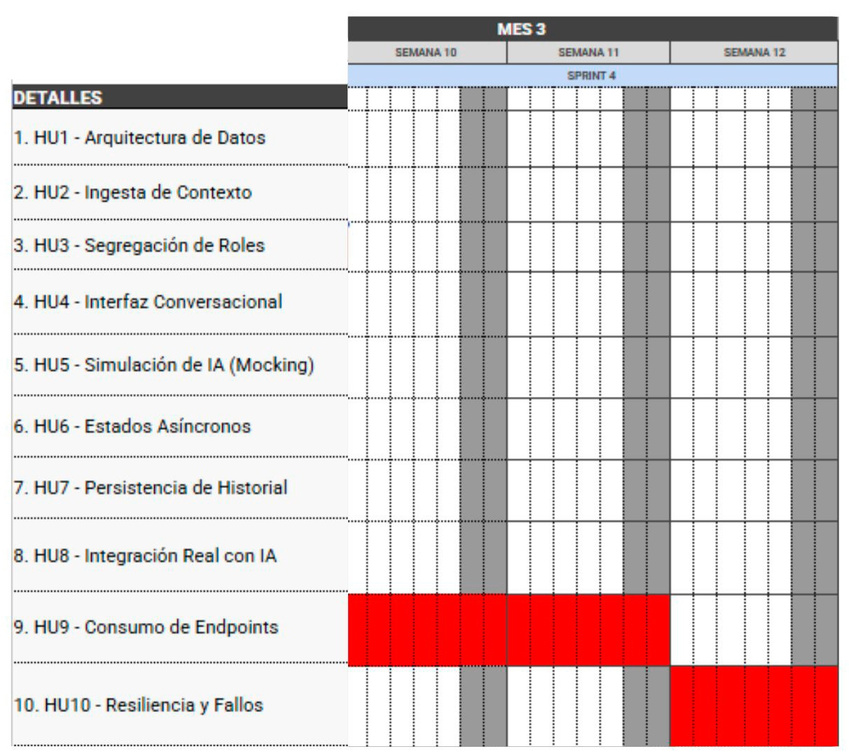 MES 3
SEMANA 10 SEMANA 11 SEMANA 12
SPRINT 4
DETALLES
1. HU1 - Arquitectura de Datos
2. HU2 - Ingesta de Contexto
3. HU3 - Segregación de Roles
4. HU4 - Interfaz Conversacional
5. HU5 - Simulación de IA (Mocking)
6. HU6 - Estados Asíncronos
7. HU7 - Persistencia de Historial
8. HU8 - Integración Real con IA
9. HU9 - Consumo de Endpoints
10. HU10 - Resiliencia y Fallos